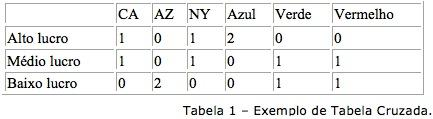 CA AZ NY Azul Verde Vermelho
Alto lucro 1 0 1 2 0 0
Médio lucro 1 0 1 0 1 1
Baixo lucro 0 2 0 0 1 1
Tabela 1 – Exemplo de Tabela Cruzada.